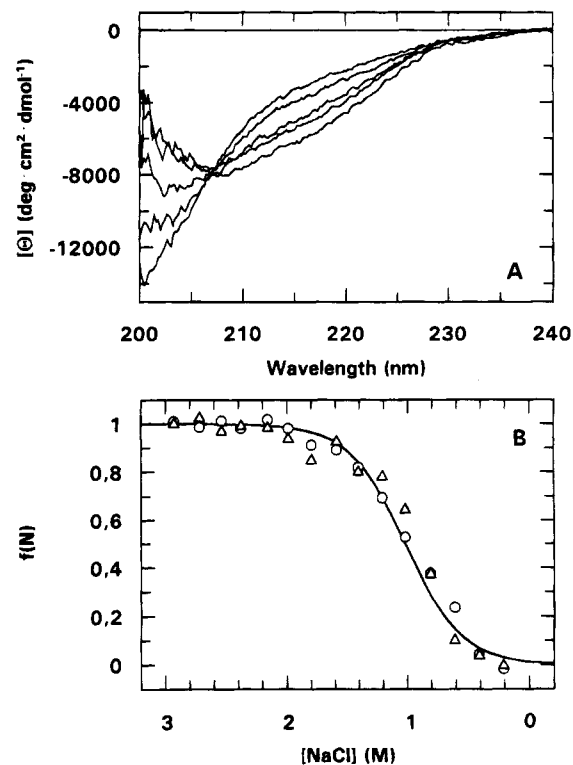 0
-4000
-8000
-12000
[Θ] (deg · cm² · dmol⁻¹)
A
200 210 220 230 240
Wavelength (nm)
1
0,8
0,6
0,4
0,2
0
f(N)
B
3 2 1 0
[NaCl] (M)